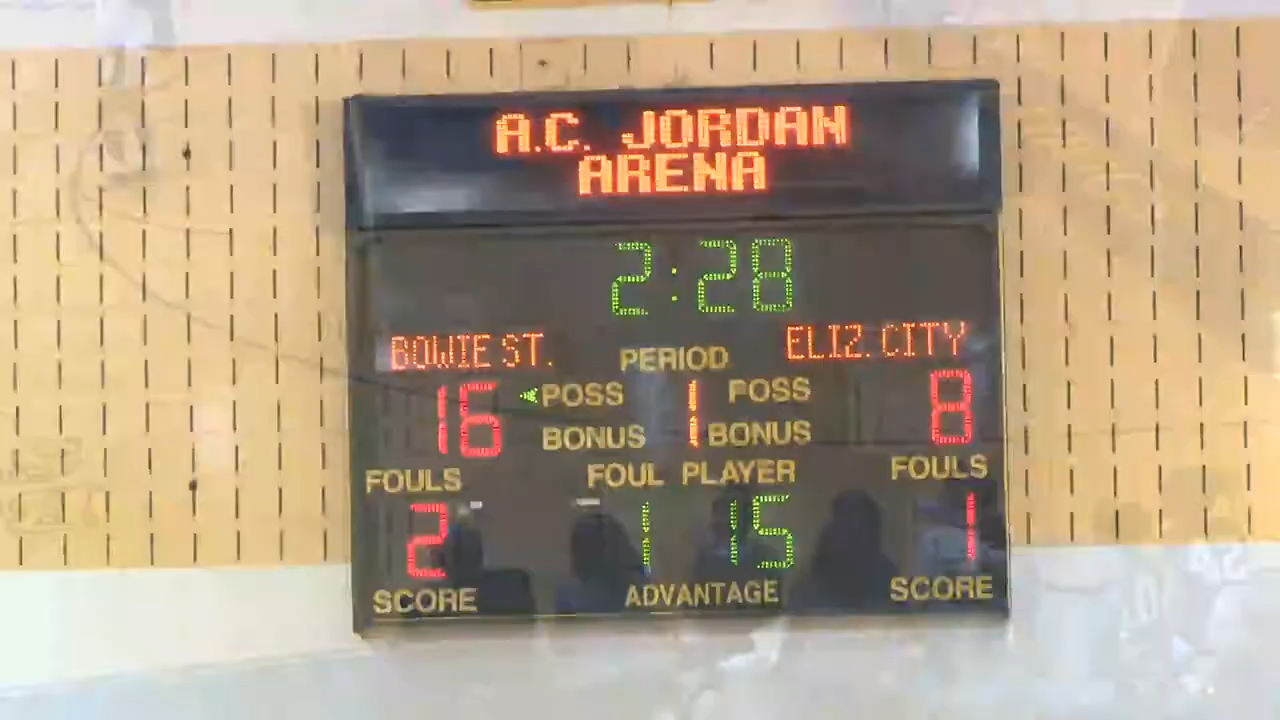 A.C. JORDAN
ARENA
2:28
BOWIE ST.
ELIZ. CITY
PERIOD
16
POSS
1
POSS
8
BONUS
BONUS
FOULS
FOUL PLAYER
FOULS
2
1 15
1
SCORE
ADVANTAGE
SCORE